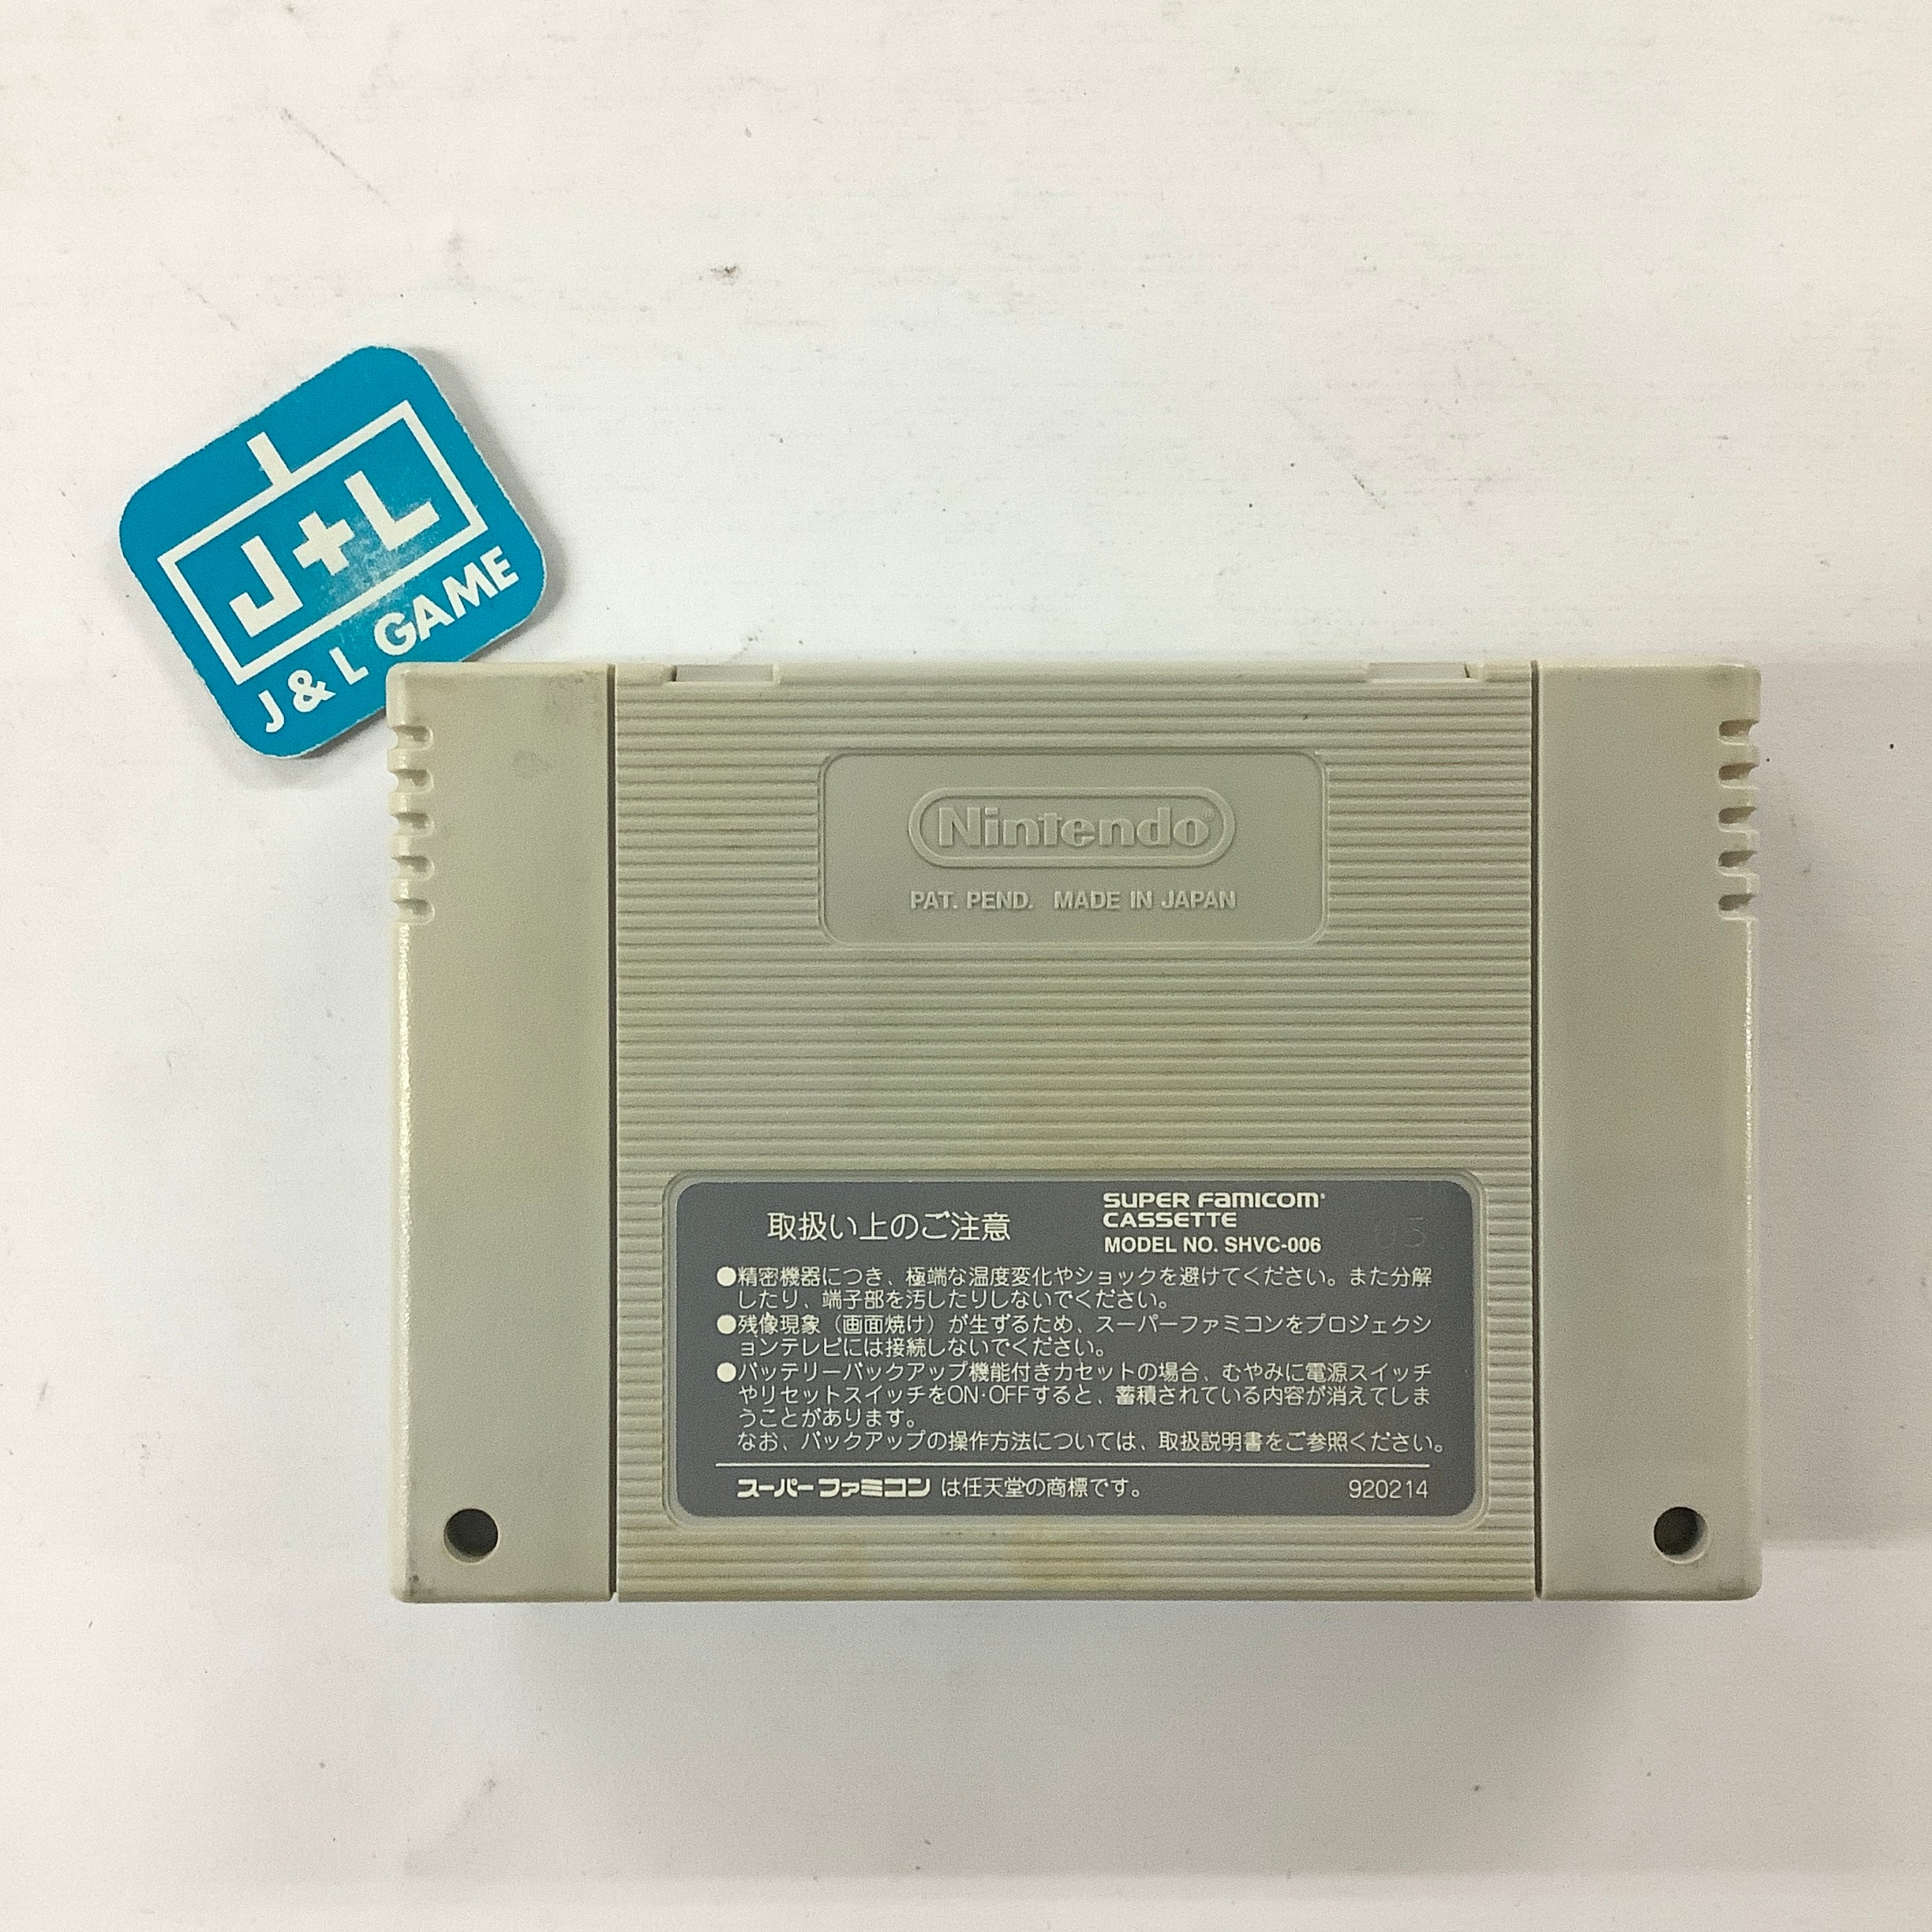 J+L
J & L GAME
Nintendo
PAT. PEND. MADE IN JAPAN
取扱い上のご注意
SUPER FAMICOM
CASSETTE
MODEL NO. SHVC-006
●精密機器につき、極端な温度変化やショックを避けてください。また分解
したり、端子部を汚したりしないでください。
●残像現象（画面焼け）が生ずるため、スーパーファミコンをプロジェクシ
ョンテレビには接続しないでください。
●バッテリーバックアップ機能付きカセットの場合、むやみに電源スイッチ
やリセットスイッチをON·OFFすると、蓄積されている内容が消えてしま
うことがあります。
なお、バックアップの操作方法については、取扱説明書をご参照ください。
スーパーファミコン は任天堂の商標です。
920214